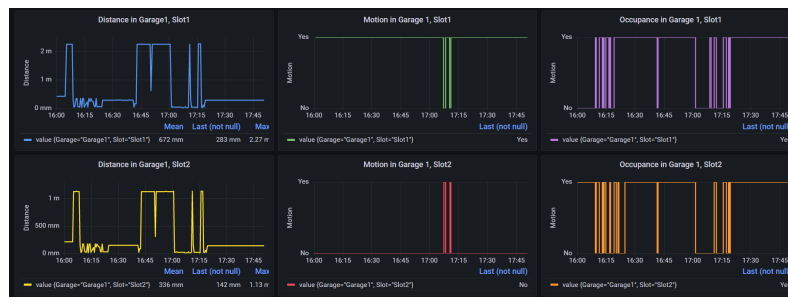 Distance in Garage1, Slot1
Distance
2 m
1 m
0 mm
16:00 16:15 16:30 16:45 17:00 17:15 17:30 17:45
Mean Last (not null) Max
value {Garage="Garage1", Slot="Slot1"} 672 mm 283 mm 2.27 m
Motion in Garage 1, Slot1
Motion
Yes
No
16:00 16:15 16:30 16:45 17:00 17:15 17:30 17:45
Last (not null)
value {Garage="Garage1", Slot="Slot1"} Yes
Occupance in Garage 1, Slot1
Motion
Yes
No
16:00 16:15 16:30 16:45 17:00 17:15 17:30 17:45
Last (not null)
value {Garage="Garage1", Slot="Slot1"} Ye
Distance in Garage 1, Slot2
Distance
1 m
500 mm
0 mm
16:00 16:15 16:30 16:45 17:00 17:15 17:30 17:45
Mean Last (not null) Max
value {Garage="Garage1", Slot="Slot2"} 336 mm 142 mm 1.13 m
Motion in Garage 1, Slot2
Motion
Yes
No
16:00 16:15 16:30 16:45 17:00 17:15 17:30 17:45
Last (not null)
value {Garage="Garage1", Slot="Slot2"} No
Occupance in Garage 1, Slot2
Motion
Yes
No
16:00 16:15 16:30 16:45 17:00 17:15 17:30 17:45
Last (not null)
value {Garage="Garage1", Slot="Slot2"} Ye